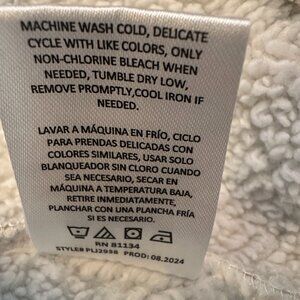 MACHINE WASH COLD, DELICATE
CYCLE WITH LIKE COLORS, ONLY
NON-CHLORINE BLEACH WHEN
NEEDED, TUMBLE DRY LOW,
REMOVE PROMPTLY,COOL IRON IF
NEEDED.
LAVAR A MÁQUINA EN FRÍO, CICLO
PARA PRENDAS DELICADAS CON
COLORES SIMILARES, USAR SOLO
BLANQUEADOR SIN CLORO CUANDO
SEA NECESARIO, SECAR EN
MÁQUINA A TEMPERATURA BAJA,
RETIRE INMEDIATAMENTE,
PLANCHAR CON UNA PLANCHA FRÍA
SI ES NECESARIO.
RN 81134
STYLE# PLJ2938 PROD: 08.2024